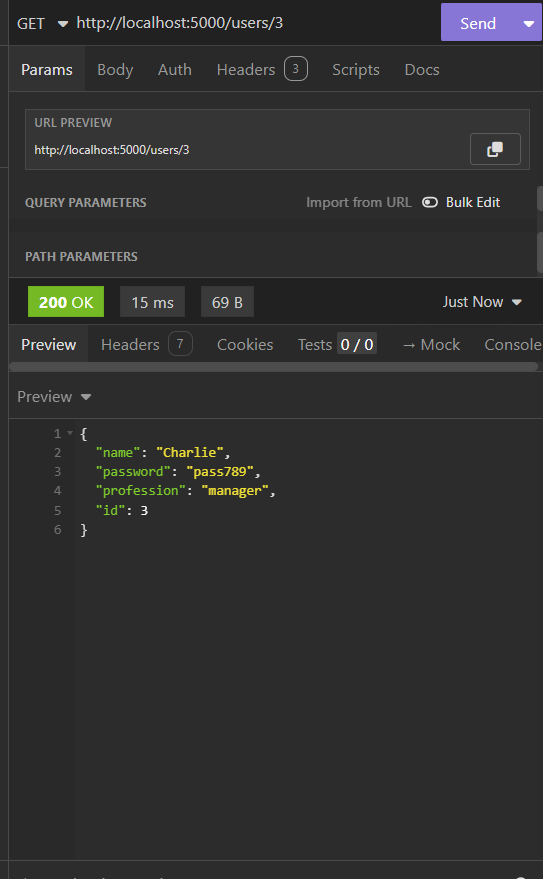 GET http://localhost:5000/users/3 Send
Params Body Auth Headers 3 Scripts Docs
URL PREVIEW
http://localhost:5000/users/3
QUERY PARAMETERS Import from URL Bulk Edit
PATH PARAMETERS
200 OK 15 ms 69 B Just Now
Preview Headers 7 Cookies Tests 0 / 0 → Mock Console
Preview
1 {
2 "name": "Charlie",
3 "password": "pass789",
4 "profession": "manager",
5 "id": 3
6 }